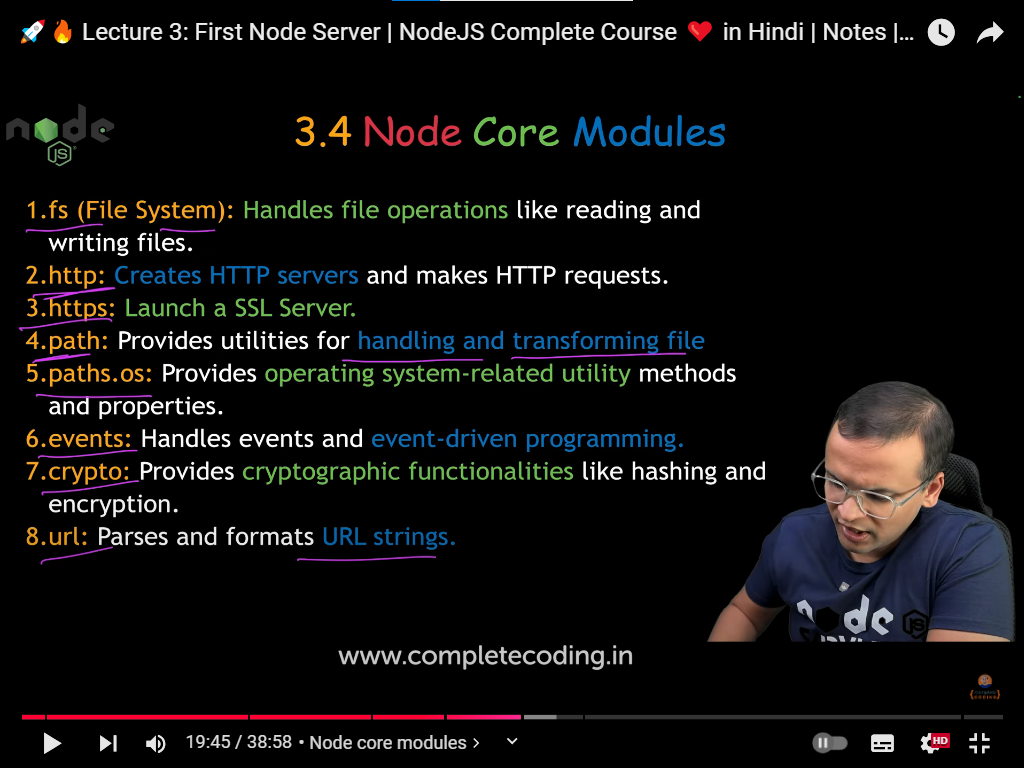 🚀🔥 Lecture 3: First Node Server | NodeJS Complete Course ❤️ in Hindi | Notes |...
node
JS
3.4 Node Core Modules
1.fs (File System): Handles file operations like reading and
writing files.
2.http: Creates HTTP servers and makes HTTP requests.
3.https: Launch a SSL Server.
4.path: Provides utilities for handling and transforming file
5.paths.os: Provides operating system-related utility methods
and properties.
6.events: Handles events and event-driven programming.
7.crypto: Provides cryptographic functionalities like hashing and
encryption.
8.url: Parses and formats URL strings.
node
JS
www.completecoding.in
19:45 / 38:58 • Node core modules >
HD